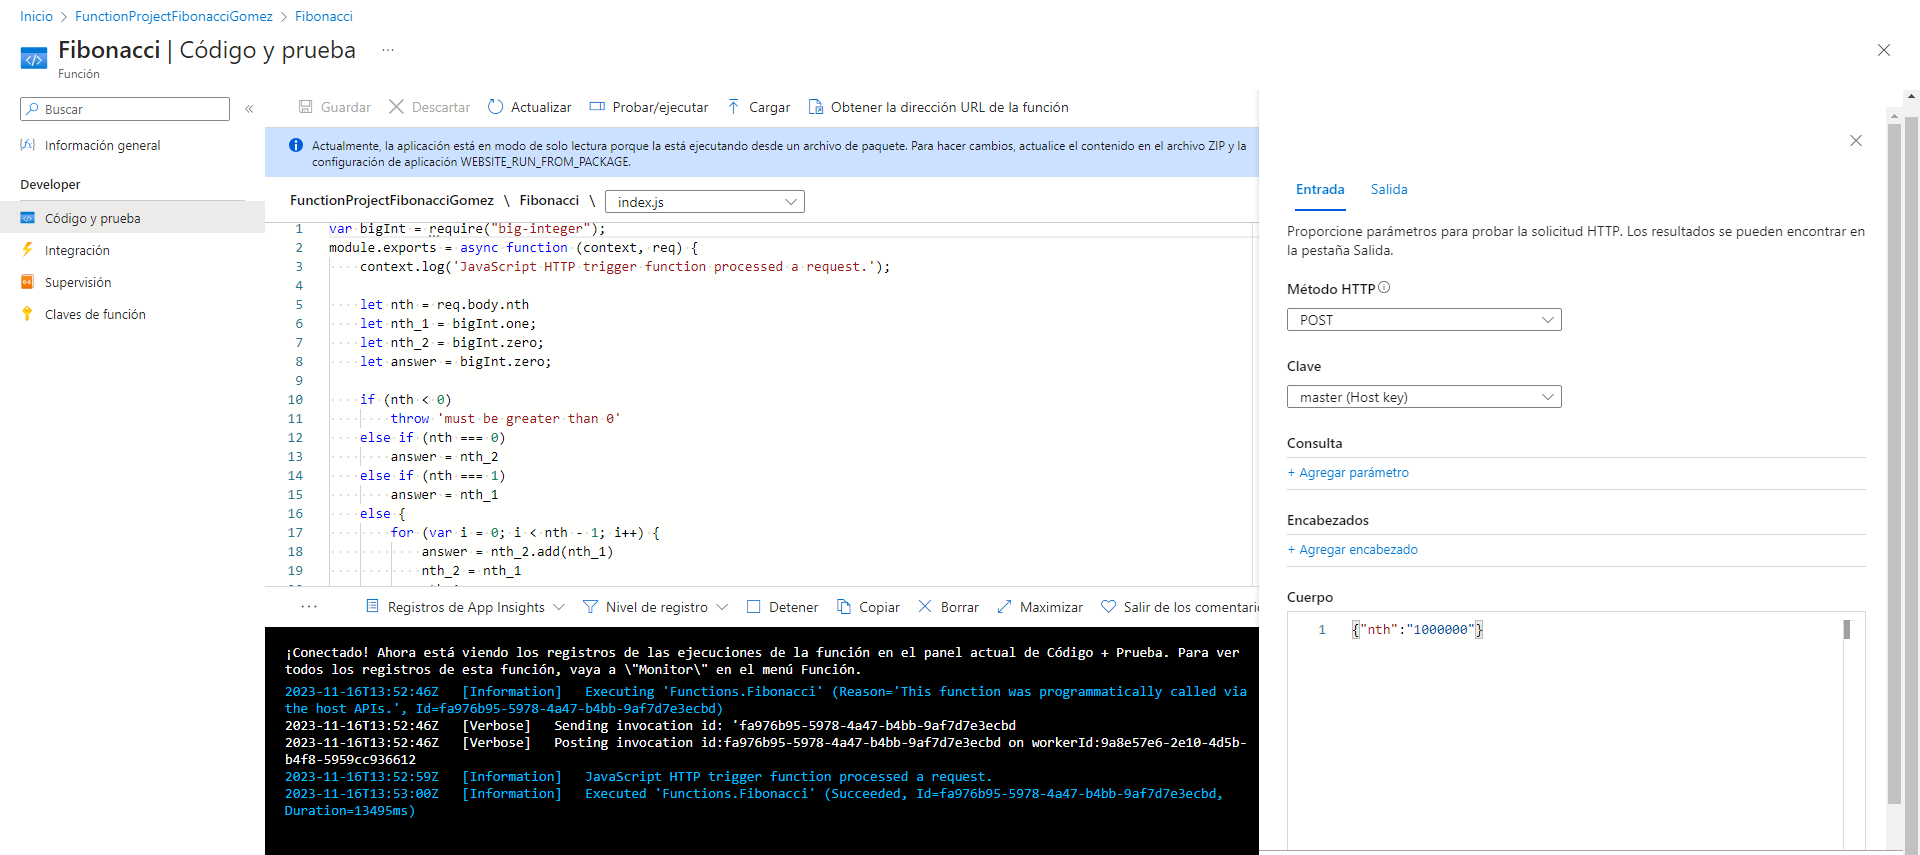 Inicio > FunctionProjectFibonacciGomez > Fibonacci
Fibonacci | Código y prueba ...
Función
Buscar
«
Información general
Developer
Código y prueba
Integración
Supervisión
Claves de función
Guardar Descartar Actualizar Probar/ejecutar Cargar Obtener la dirección URL de la función
Actualmente, la aplicación está en modo de solo lectura porque la está ejecutando desde un archivo de paquete. Para hacer cambios, actualice el contenido en el archivo ZIP y la
configuración de aplicación WEBSITE_RUN_FROM_PACKAGE.
FunctionProjectFibonacciGomez \ Fibonacci \ index.js
1 var bigInt = require("big-integer");
2 module.exports = async function (context, req) {
3 context.log('JavaScript HTTP trigger function processed a request.');
4
5 let nth = req.body.nth
6 let nth_1 = bigInt.one;
7 let nth_2 = bigInt.zero;
8 let answer = bigInt.zero;
9
10 if (nth < 0)
11 throw 'must be greater than 0'
12 else if (nth === 0)
13 answer = nth_2
14 else if (nth === 1)
15 answer = nth_1
16 else {
17 for (var i = 0; i < nth - 1; i++) {
18 answer = nth_2.add(nth_1)
19 nth_2 = nth_1
... Registros de App Insights Nivel de registro Detener Copiar Borrar Maximizar Salir de los comentario
¡Conectado! Ahora está viendo los registros de las ejecuciones de la función en el panel actual de Código + Prueba. Para ver
todos los registros de esta función, vaya a \"Monitor\" en el menú Función.
2023-11-16T13:52:46Z [Information] Executing 'Functions.Fibonacci' (Reason='This function was programmatically called via
the host APIs.', Id=fa976b95-5978-4a47-b4bb-9af7d7e3ecbd)
2023-11-16T13:52:46Z [Verbose] Sending invocation id: 'fa976b95-5978-4a47-b4bb-9af7d7e3ecbd
2023-11-16T13:52:46Z [Verbose] Posting invocation id:fa976b95-5978-4a47-b4bb-9af7d7e3ecbd on workerId:9a8e57e6-2e10-4d5b-
b4f8-5959cc936612
2023-11-16T13:52:59Z [Information] JavaScript HTTP trigger function processed a request.
2023-11-16T13:53:00Z [Information] Executed 'Functions.Fibonacci' (Succeeded, Id=fa976b95-5978-4a47-b4bb-9af7d7e3ecbd,
Duration=13495ms)
Entrada Salida
Proporcione parámetros para probar la solicitud HTTP. Los resultados se pueden encontrar en
la pestaña Salida.
Método HTTP
POST
Clave
master (Host key)
Consulta
+ Agregar parámetro
Encabezados
+ Agregar encabezado
Cuerpo
1 {"nth":"1000000"}